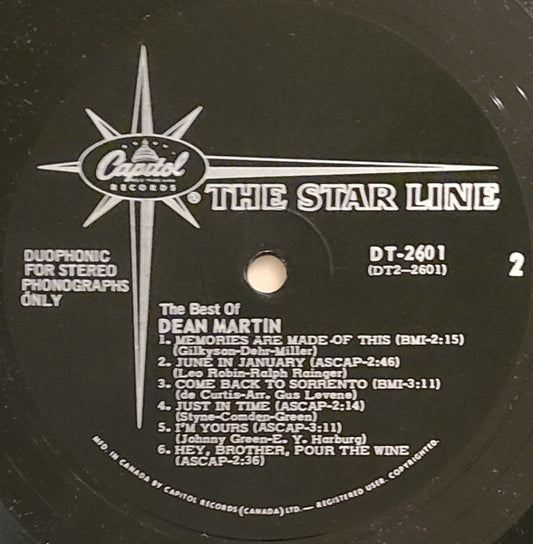 Capitol
RECORDS
®
THE STAR LINE
DUOPHONIC
FOR STEREO
PHONOGRAPHS
ONLY
DT-2601
(DT2-2601)
2
The Best Of
DEAN MARTIN
1. MEMORIES ARE MADE OF THIS (BMI-2:15)
(Gilkyson-Dehr-Miller)
2. JUNE IN JANUARY (ASCAP-2:46)
(Leo Robin-Ralph Rainger)
3. COME BACK TO SORRENTO (BMI-3:11)
(de Curtis-Arr. Gus Levene)
4. JUST IN TIME (ASCAP-2:14)
(Styne-Comden-Green)
5. I'M YOURS (ASCAP-3:11)
(Johnny Green-E. Y. Harburg)
6. HEY, BROTHER, POUR THE WINE
(ASCAP-2:36)
MFD. IN CANADA BY CAPITOL RECORDS (CANADA) LTD. — REGISTERED USER. COPYRIGHTED.